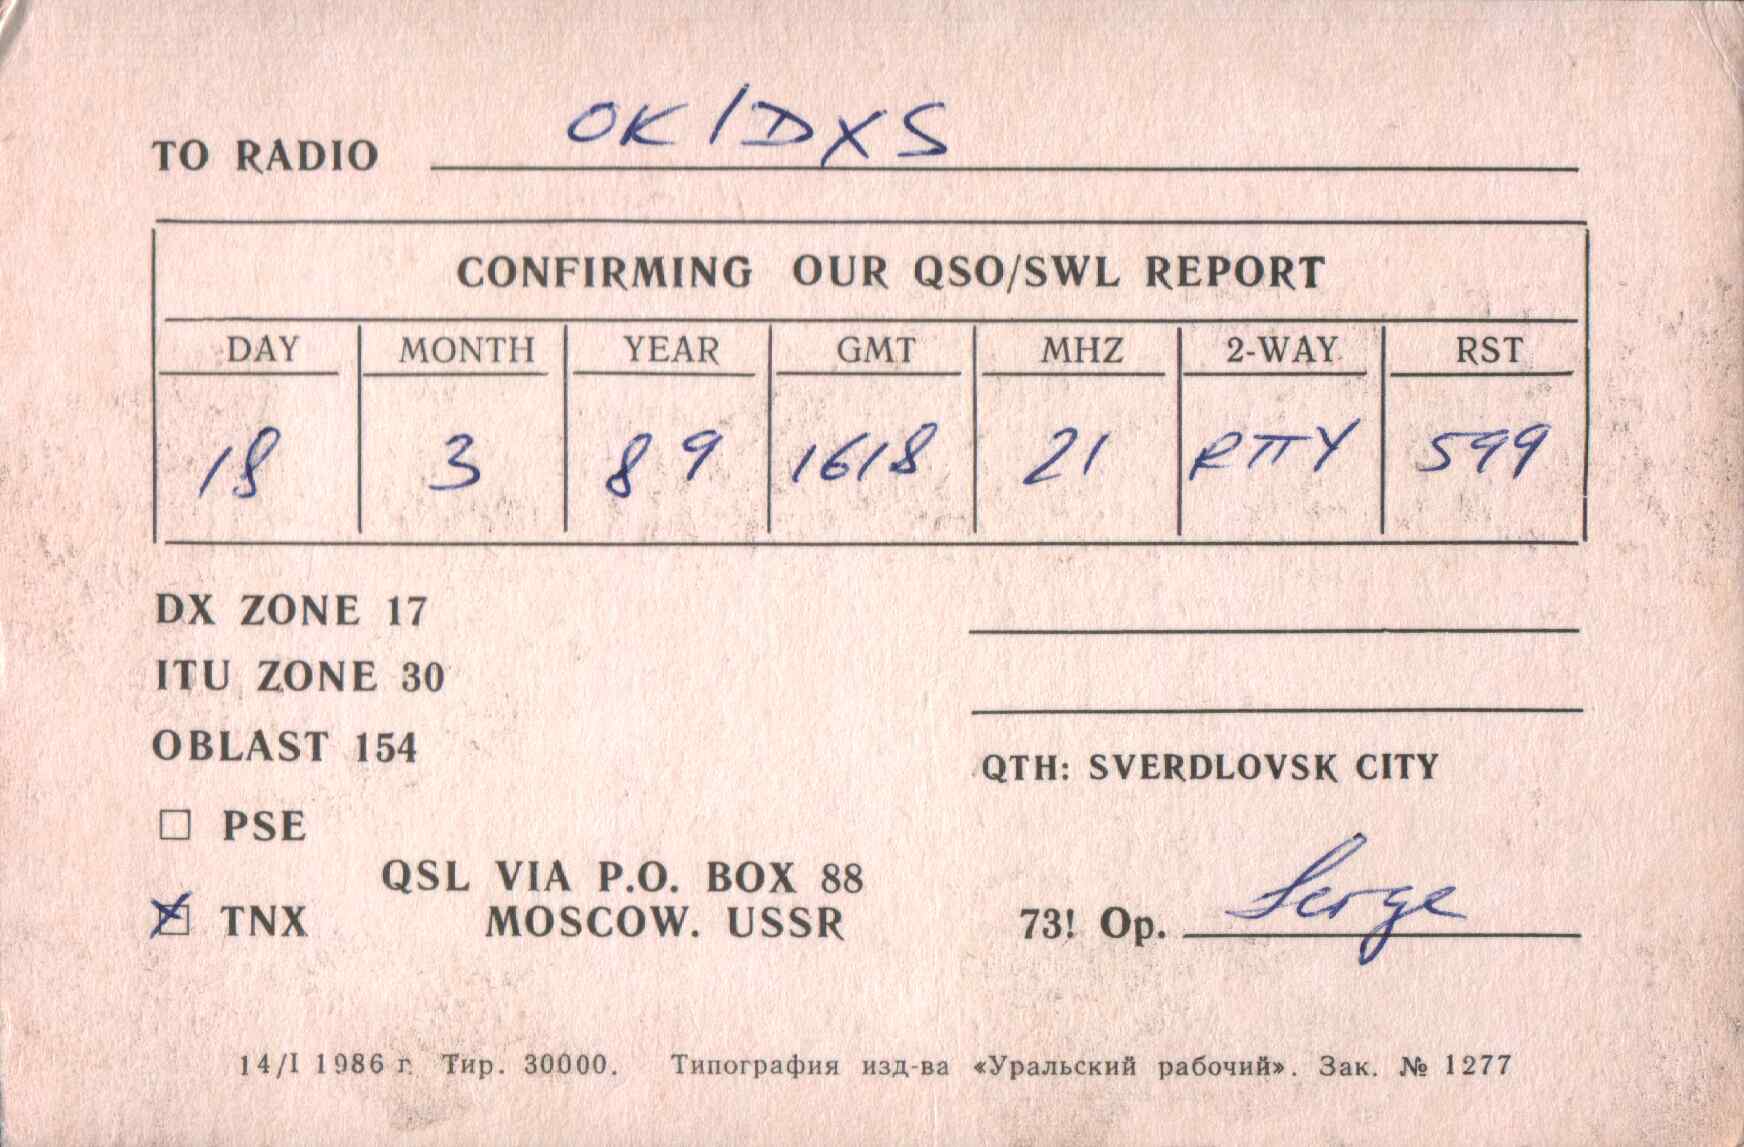 TO RADIO OK1DXS
CONFIRMING OUR QSO/SWL REPORT
DAY MONTH YEAR GMT MHZ 2-WAY RST
18 3 89 1618 21 RTTY 599
DX ZONE 17
ITU ZONE 30
OBLAST 154
QTH: SVERDLOVSK CITY
☐ PSE
QSL VIA P.O. BOX 88
☒ TNX MOSCOW. USSR 73! Op. Serge
14/I 1986 г. Тир. 30000. Типография изд-ва «Уральский рабочий». Зак. № 1277